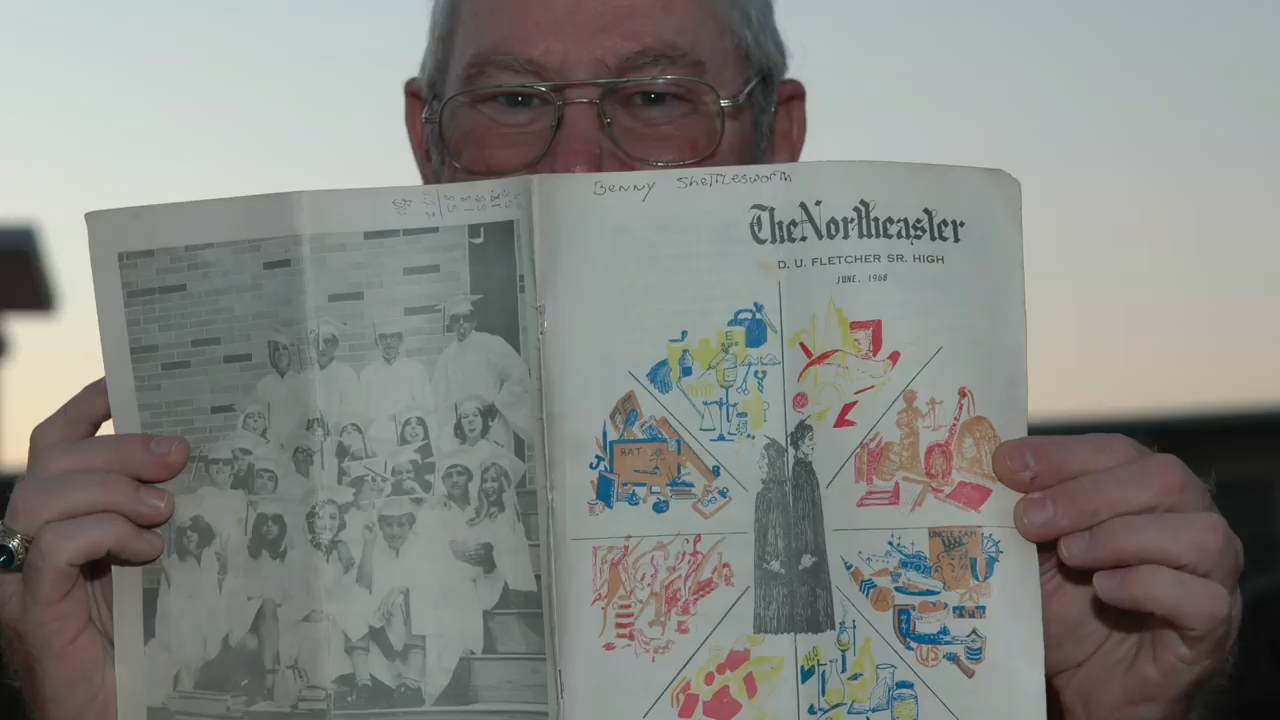 Benny Shettlesworth
The Northeaster
D. U. FLETCHER SR. HIGH
JUNE, 1968
RAT
UNCLE SAM
US